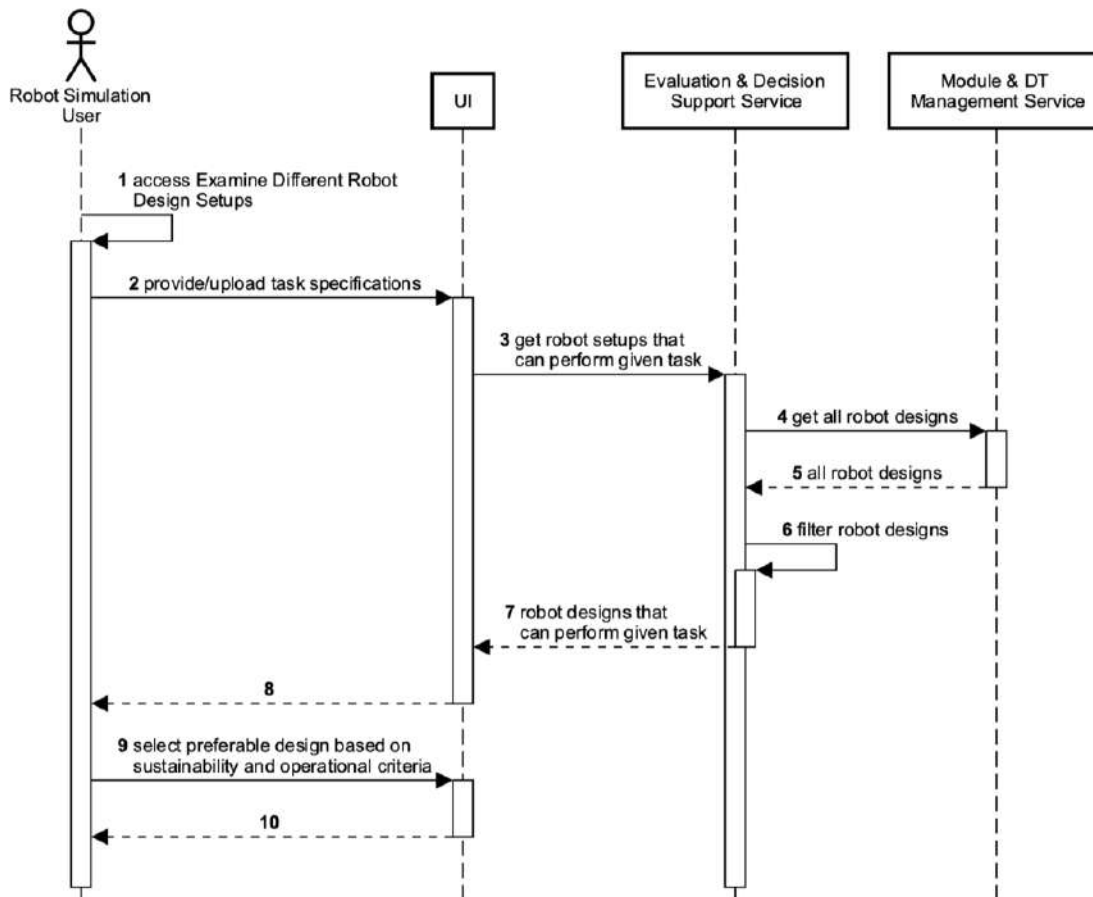 Robot Simulation
User
UI
Evaluation & Decision
Support Service
Module & DT
Management Service
1 access Examine Different Robot
Design Setups
2 provide/upload task specifications
3 get robot setups that
can perform given task
4 get all robot designs
5 all robot designs
6 filter robot designs
7 robot designs that
can perform given task
8
9 select preferable design based on
sustainability and operational criteria
10